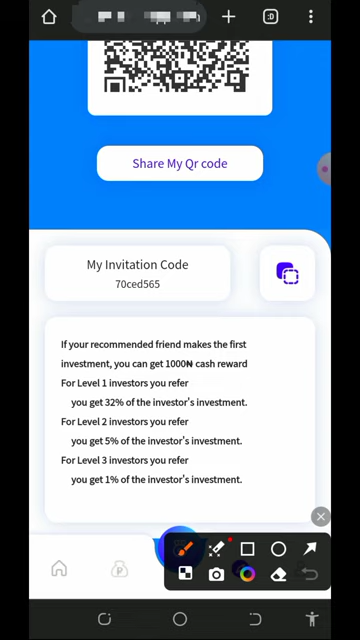 :D
Share My Qr code
My Invitation Code
70ced565
If your recommended friend makes the first
investment, you can get 1000₦ cash reward
For Level 1 investors you refer
you get 32% of the investor's investment.
For Level 2 investors you refer
you get 5% of the investor's investment.
For Level 3 investors you refer
you get 1% of the investor's investment.